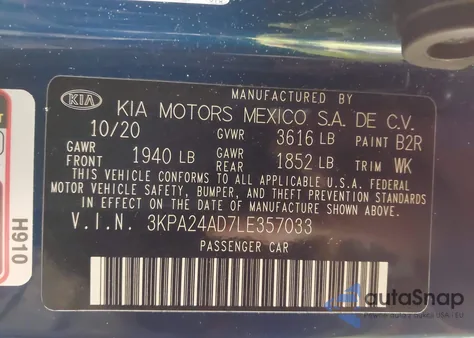 MANUFACTURED BY
KIA KIA MOTORS MEXICO S.A. DE C.V.
10/20 GVWR 3616 LB PAINT B2R
GAWR FRONT 1940 LB GAWR REAR 1852 LB TRIM WK
THIS VEHICLE CONFORMS TO ALL APPLICABLE U.S.A. FEDERAL
MOTOR VEHICLE SAFETY, BUMPER, AND THEFT PREVENTION STANDARDS
IN EFFECT ON THE DATE OF MANUFACTURE SHOWN ABOVE.
V.I.N. 3KPA24AD7LE357033
PASSENGER CAR
H910
autoSnap